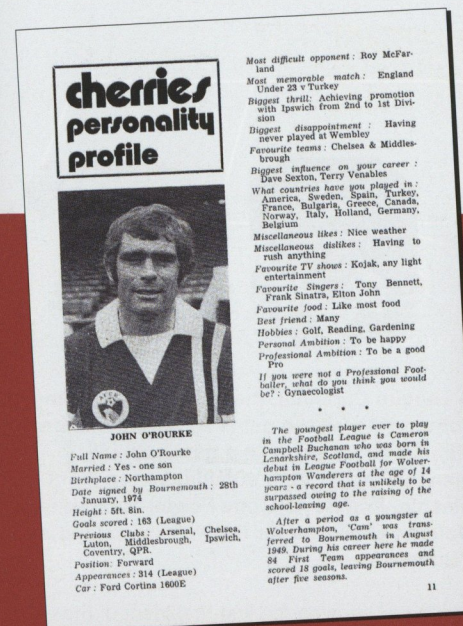 cherries
personality
profile
JOHN O'ROURKE
Full Name : John O'Rourke
Married : Yes - one son
Birthplace : Northampton
Date signed by Bournemouth : 28th
January, 1974
Height : 5ft. 8in.
Goals scored : 163 (League)
Previous Clubs : Arsenal, Chelsea,
Luton, Middlesbrough, Ipswich,
Coventry, QPR.
Position : Forward
Appearances : 314 (League)
Car : Ford Cortina 1600E
Most difficult opponent : Roy McFar-
land
Most memorable match : England
Under 23 v Turkey
Biggest thrill: Achieving promotion
with Ipswich from 2nd to 1st Divi-
sion
Biggest disappointment : Having
never played at Wembley
Favourite teams : Chelsea & Middles-
brough
Biggest influence on your career :
Dave Sexton, Terry Venables
What countries have you played in :
America, Sweden, Spain, Turkey,
France, Bulgaria, Greece, Canada,
Norway, Italy, Holland, Germany,
Belgium
Miscellaneous likes : Nice weather
Miscellaneous dislikes : Having to
rush anything
Favourite TV shows : Kojak, any light
entertainment
Favourite Singers : Tony Bennett,
Frank Sinatra, Elton John
Favourite food : Like most food
Best friend : Many
Hobbies : Golf, Reading, Gardening
Personal Ambition : To be happy
Professional Ambition : To be a good
Pro
If you were not a Professional Foot-
baller, what do you think you would
be? : Gynaecologist
* * *
The youngest player ever to play
in the Football League is Cameron
Campbell Buchanan who was born in
Lanarkshire, Scotland, and made his
debut in League Football for Wolver-
hampton Wanderers at the age of 14
years - a record that is unlikely to be
surpassed owing to the raising of the
school-leaving age.
After a period as a youngster at
Wolverhampton, 'Cam' was trans-
ferred to Bournemouth in August
1949. During his career here he made
84 First Team appearances and
scored 18 goals, leaving Bournemouth
after five seasons.
11